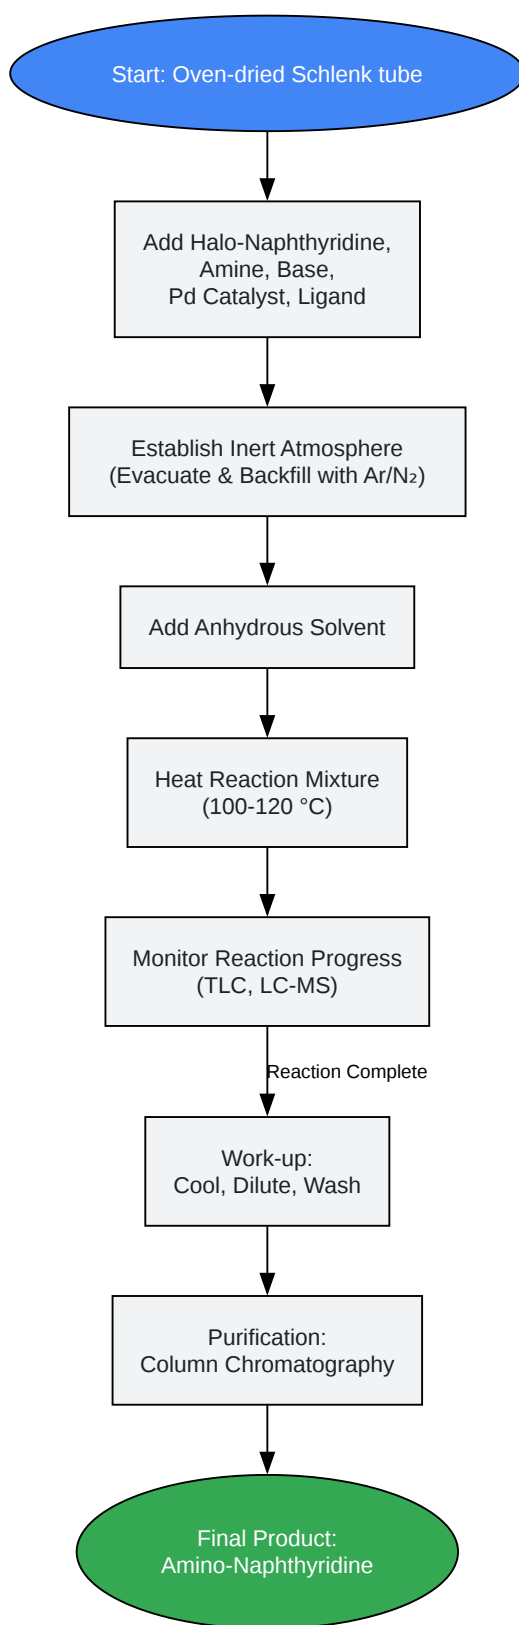 Start: Oven-dried Schlenk tube
Add Halo-Naphthyridine,
Amine, Base,
Pd Catalyst, Ligand
Establish Inert Atmosphere
(Evacuate & Backfill with Ar/N₂)
Add Anhydrous Solvent
Heat Reaction Mixture
(100-120 °C)
Monitor Reaction Progress
(TLC, LC-MS)
Reaction Complete
Work-up:
Cool, Dilute, Wash
Purification:
Column Chromatography
Final Product:
Amino-Naphthyridine